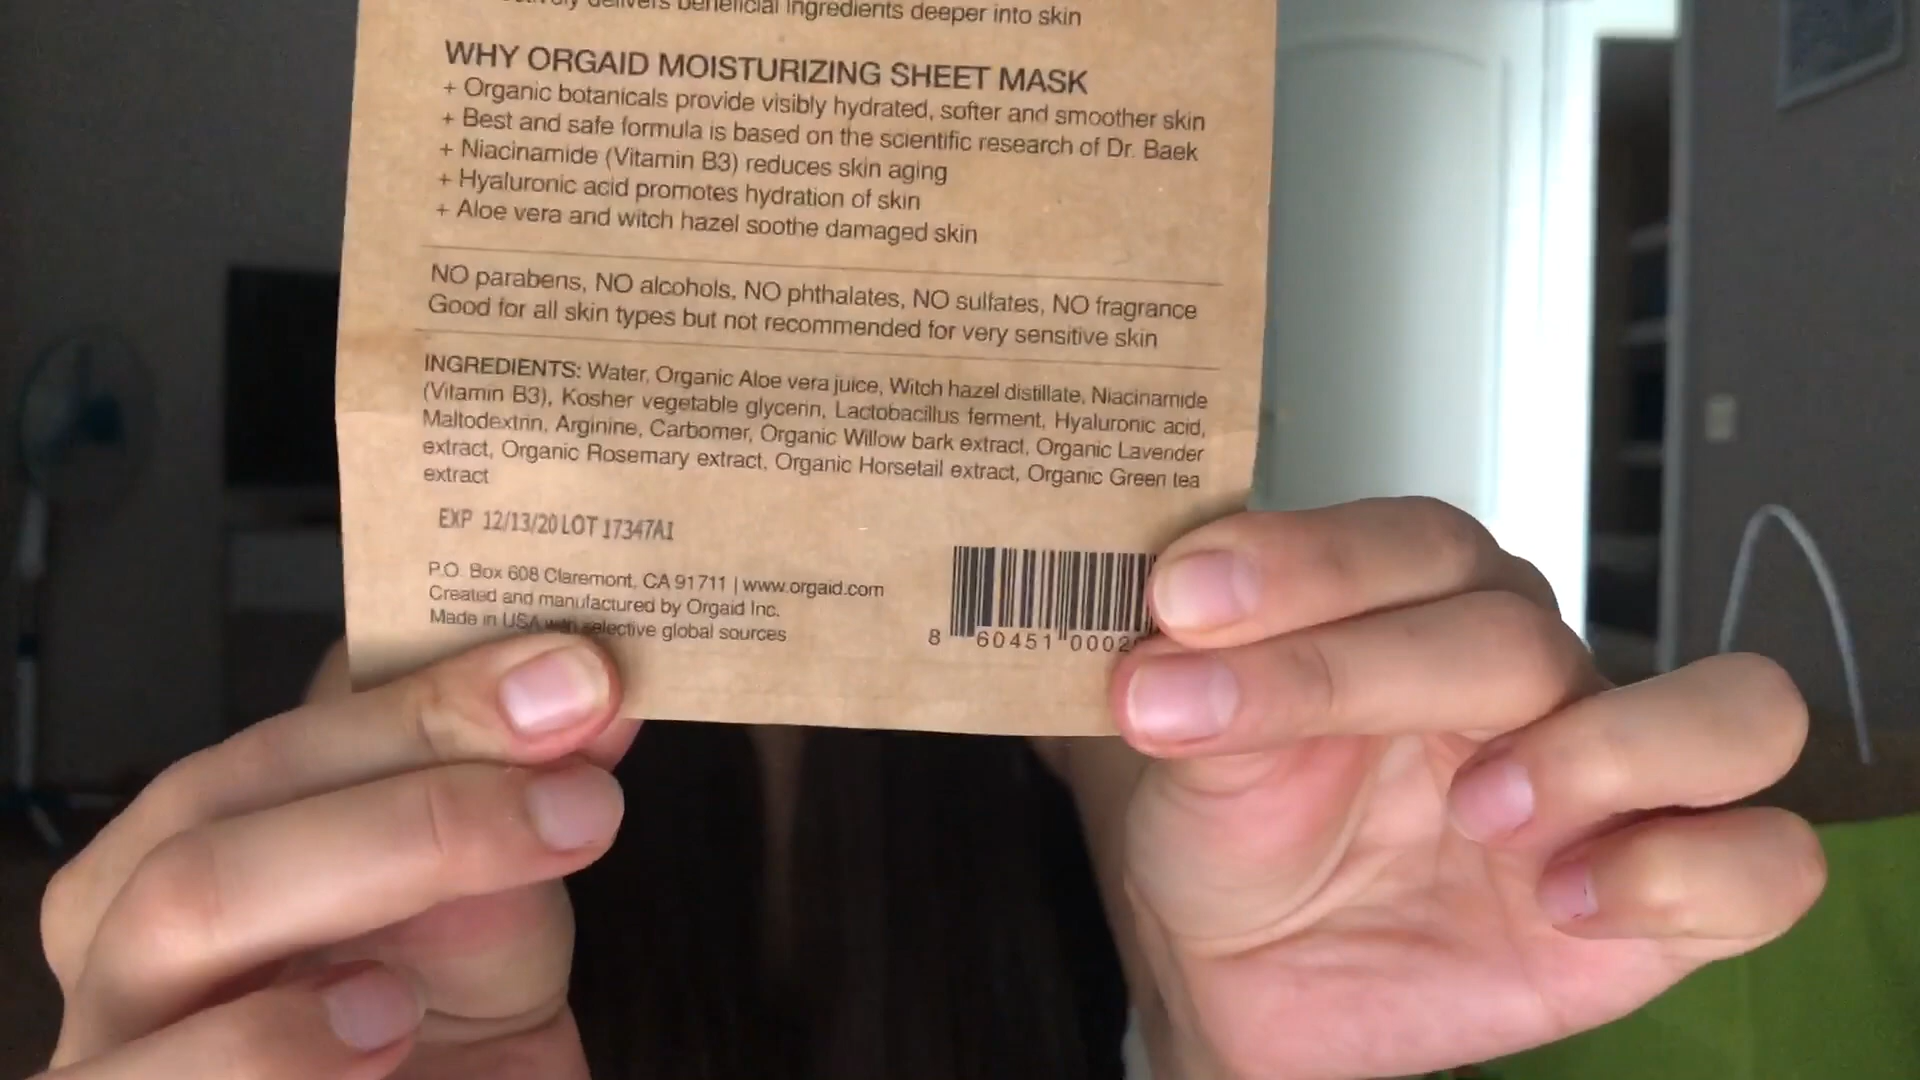 delivers beneficial ingredients deeper into skin
WHY ORGAID MOISTURIZING SHEET MASK
+ Organic botanicals provide visibly hydrated, softer and smoother skin
+ Best and safe formula is based on the scientific research of Dr. Baek
+ Niacinamide (Vitamin B3) reduces skin aging
+ Hyaluronic acid promotes hydration of skin
+ Aloe vera and witch hazel soothe damaged skin
NO parabens, NO alcohols, NO phthalates, NO sulfates, NO fragrance
Good for all skin types but not recommended for very sensitive skin
INGREDIENTS: Water, Organic Aloe vera juice, Witch hazel distillate, Niacinamide
(Vitamin B3), Kosher vegetable glycerin, Lactobacillus ferment, Hyaluronic acid,
Maltodextrin, Arginine, Carbomer, Organic Willow bark extract, Organic Lavender
extract, Organic Rosemary extract, Organic Horsetail extract, Organic Green tea
extract
EXP 12/13/20 LOT 17347A1
P.O. Box 608 Claremont, CA 91711 | www.orgaid.com
Created and manufactured by Orgaid Inc.
Made in USA with selective global sources
8 60451 0002